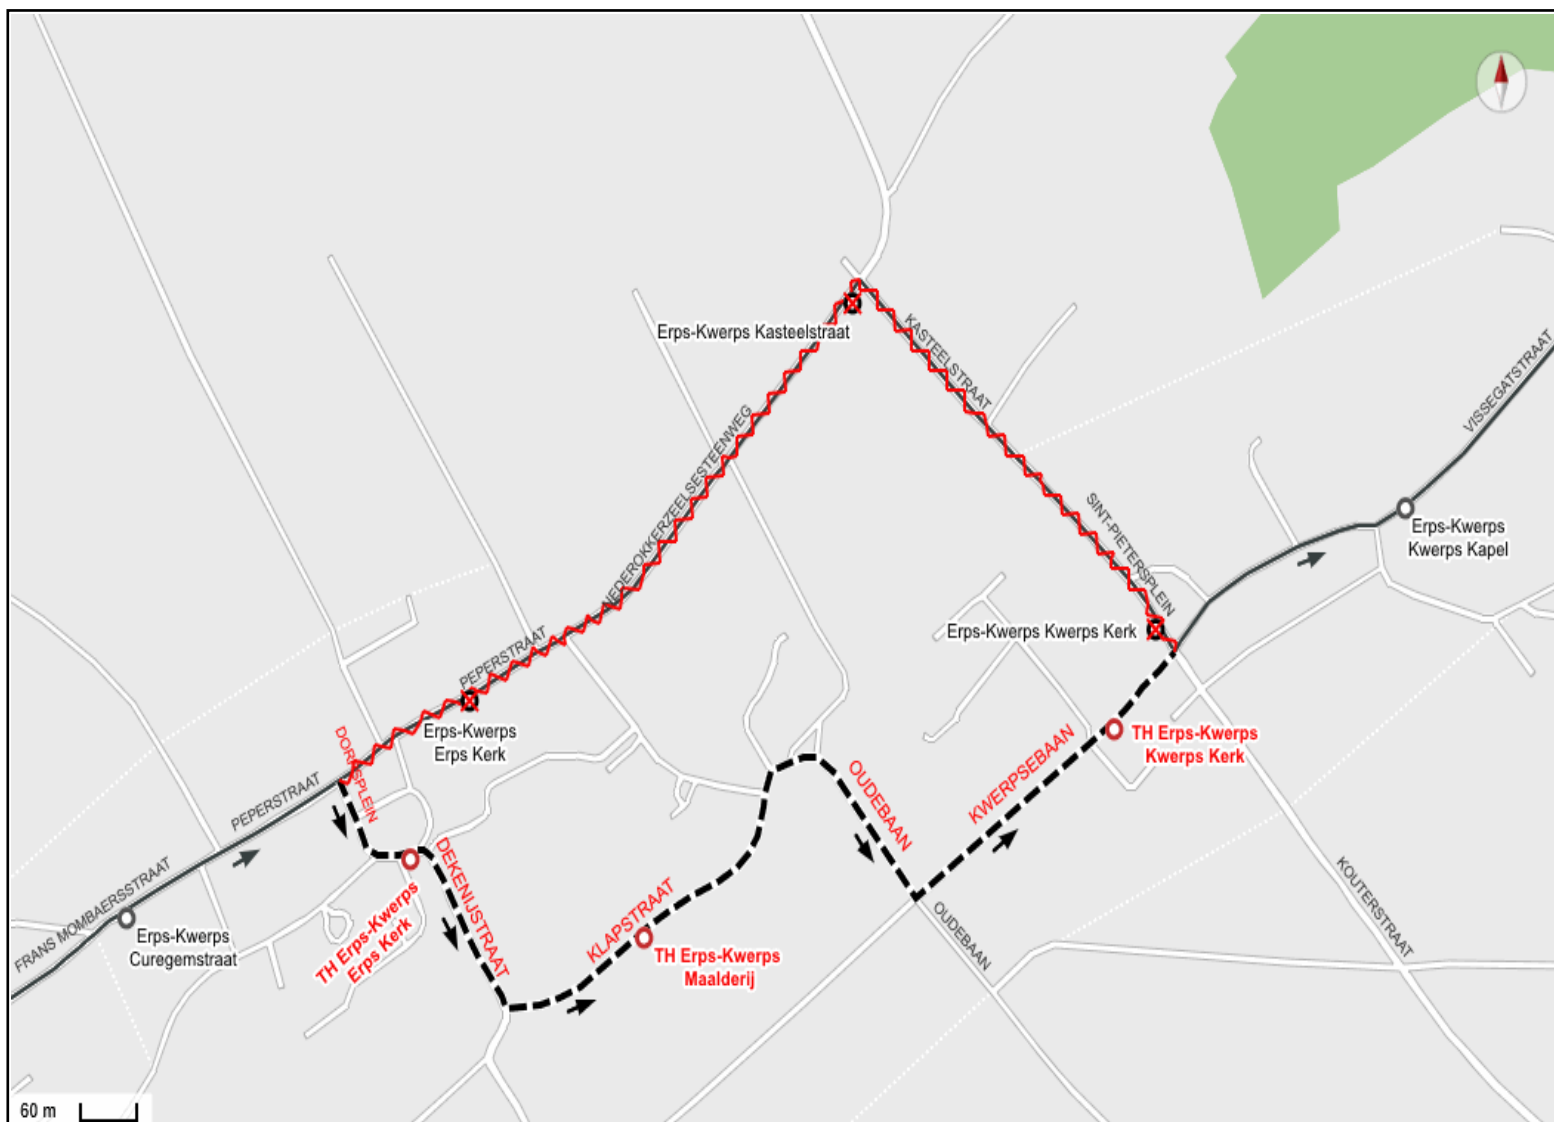 Erps-Kwerps Kasteelstraat
KASTEELSTRAAT
VISSEGATSTRAAT
NEDEROKKERZEELSESTEENWEG
SINT-PIETERSPLEIN
Erps-Kwerps
Kwerps Kapel
Erps-Kwerps Kwerps Kerk
PEPERSTRAAT
Erps-Kwerps
Erps Kerk
DORPSPLEIN
TH Erps-Kwerps
Kwerps Kerk
PEPERSTRAAT
OUDEBAAN
KWERPSEBAAN
DEKENIJSTRAAT
KLAPSTRAAT
KOUTERSTRAAT
FRANS MOMBAERSSTRAAT
Erps-Kwerps
Curegemstraat
TH Erps-Kwerps
Erps Kerk
TH Erps-Kwerps
Maalderij
OUDEBAAN
60 m